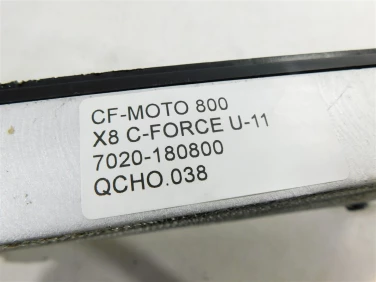 CF-MOTO 800
X8 C-FORCE U-11
7020-180800
QCHO.038